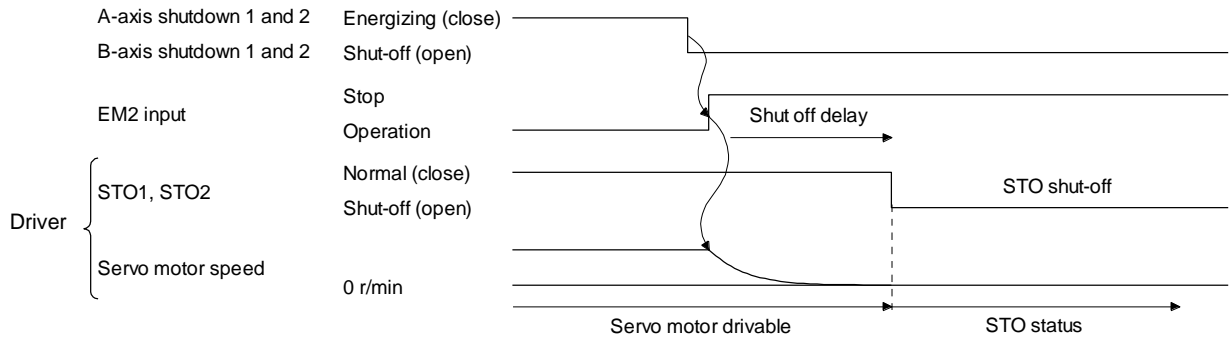 A-axis shutdown 1 and 2 Energizing (close)
B-axis shutdown 1 and 2 Shut-off (open)
Stop
EM2 input
Operation
Shut off delay
Normal (close)
STO1, STO2
STO shut-off
Shut-off (open)
Driver
Servo motor speed
0 r/min
Servo motor drivable
STO status